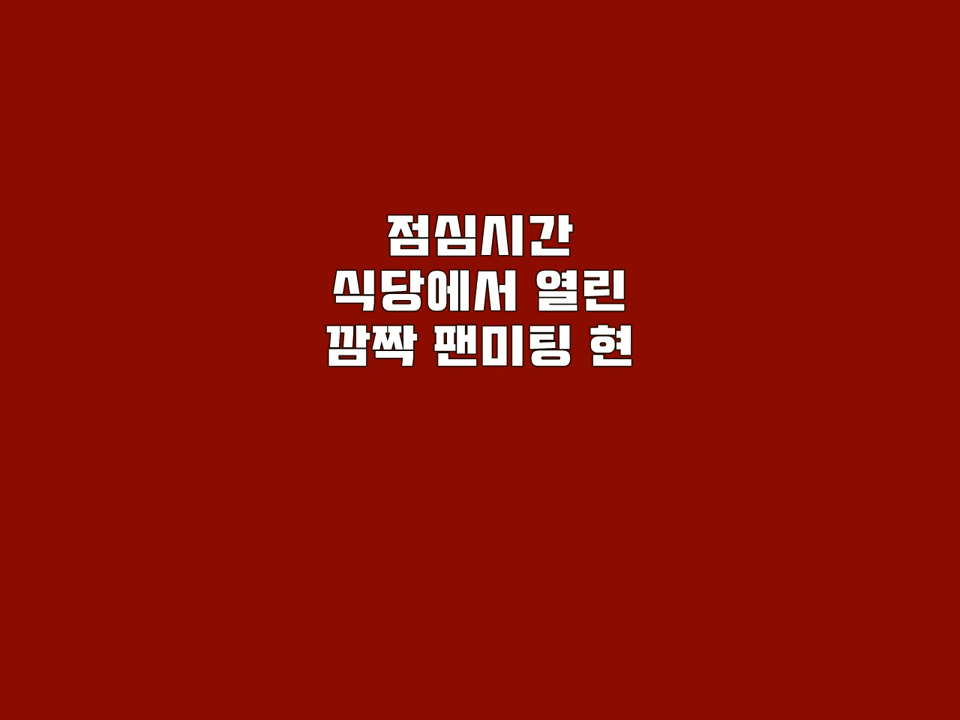 점심시간
식당에서 열린
깜짝 팬미팅 현